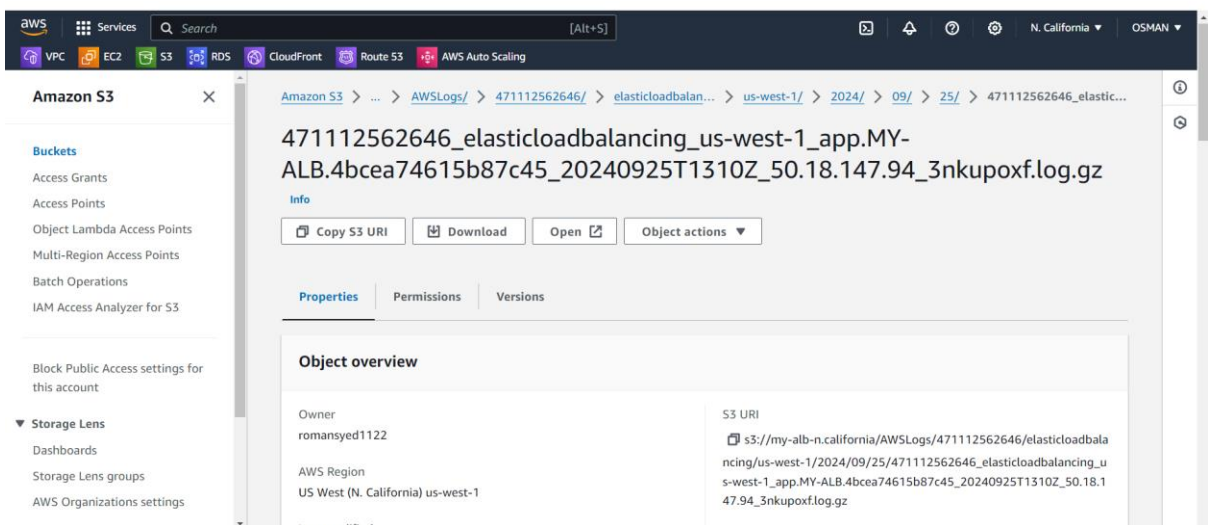 aws
Services
Search
[Alt+S]
N. California
OSMAN
VPC
EC2
S3
RDS
CloudFront
Route 53
AWS Auto Scaling
Amazon S3
Buckets
Access Grants
Access Points
Object Lambda Access Points
Multi-Region Access Points
Batch Operations
IAM Access Analyzer for S3
Block Public Access settings for
this account
Storage Lens
Dashboards
Storage Lens groups
AWS Organizations settings
Amazon S3 > ... > AWSLogs/ > 471112562646/ > elasticloadbalan... > us-west-1/ > 2024/ > 09/ > 25/ > 471112562646_elastic...
471112562646_elasticloadbalancing_us-west-1_app.MY-
ALB.4bcea74615b87c45_20240925T1310Z_50.18.147.94_3nkupoxf.log.gz
Info
Copy S3 URI
Download
Open
Object actions
Properties
Permissions
Versions
Object overview
Owner
romansyed1122
AWS Region
US West (N. California) us-west-1
S3 URI
s3://my-alb-n.california/AWSLogs/471112562646/elasticloadbala
ncing/us-west-1/2024/09/25/471112562646_elasticloadbalancing_u
s-west-1_app.MY-ALB.4bcea74615b87c45_20240925T1310Z_50.18.1
47.94_3nkupoxf.log.gz